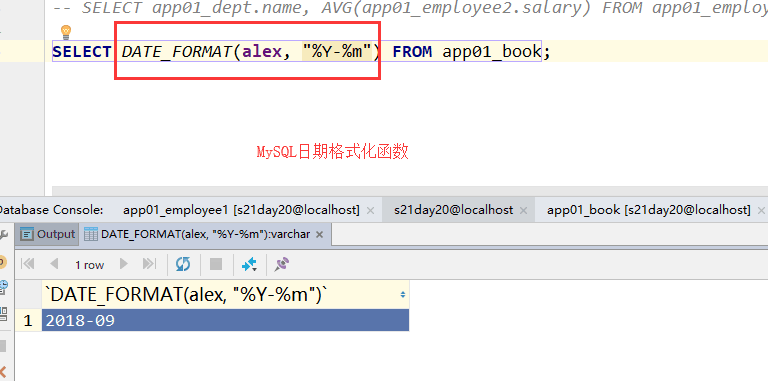 -- SELECT app01_dept.name, AVG(app01_employee2.salary) FROM app01_employ
SELECT DATE_FORMAT(alex, "%Y-%m") FROM app01_book;
MySQL日期格式化函数
Database Console: app01_employee1 [s21day20@localhost] s21day20@localhost app01_book [s21day20@localhost]
Output DATE_FORMAT(alex, "%Y-%m"):varchar
1 row
`DATE_FORMAT(alex, "%Y-%m")`
1 2018-09